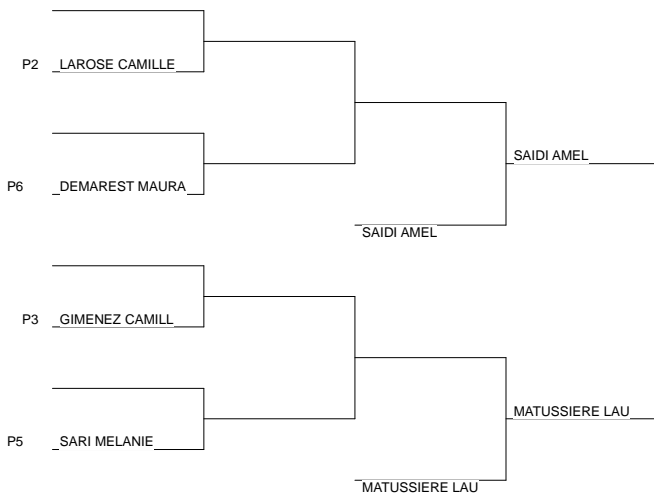 P2 LAROSE CAMILLE
SAIDI AMEL
P6 DEMAREST MAURA
SAIDI AMEL
P3 GIMENEZ CAMILL
MATUSSIERE LAU
P5 SARI MELANIE
MATUSSIERE LAU